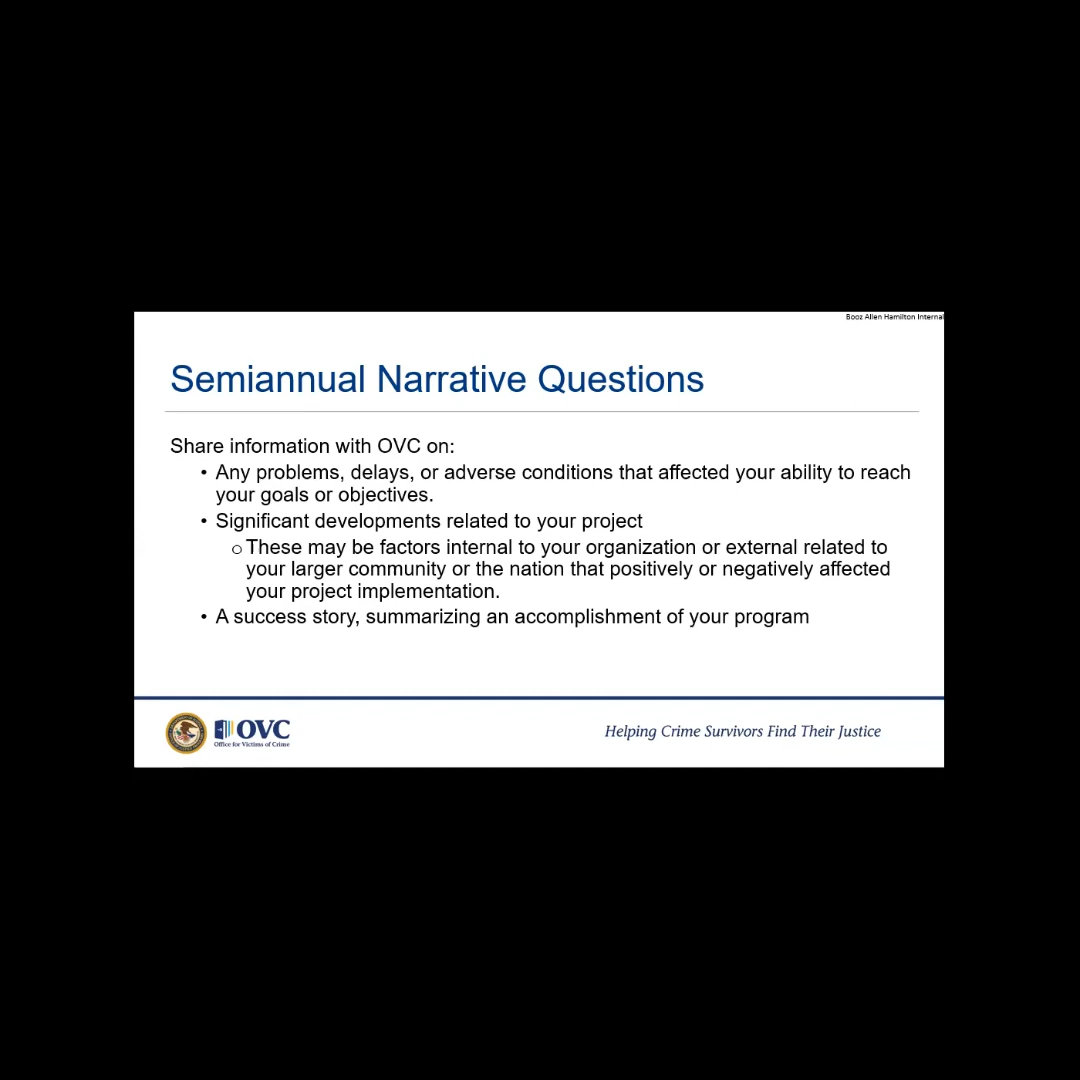 Booz Allen Hamilton Internal
Semiannual Narrative Questions
Share information with OVC on:
• Any problems, delays, or adverse conditions that affected your ability to reach
your goals or objectives.
• Significant developments related to your project
o These may be factors internal to your organization or external related to
your larger community or the nation that positively or negatively affected
your project implementation.
• A success story, summarizing an accomplishment of your program
OVC
Office for Victims of Crime
Helping Crime Survivors Find Their Justice